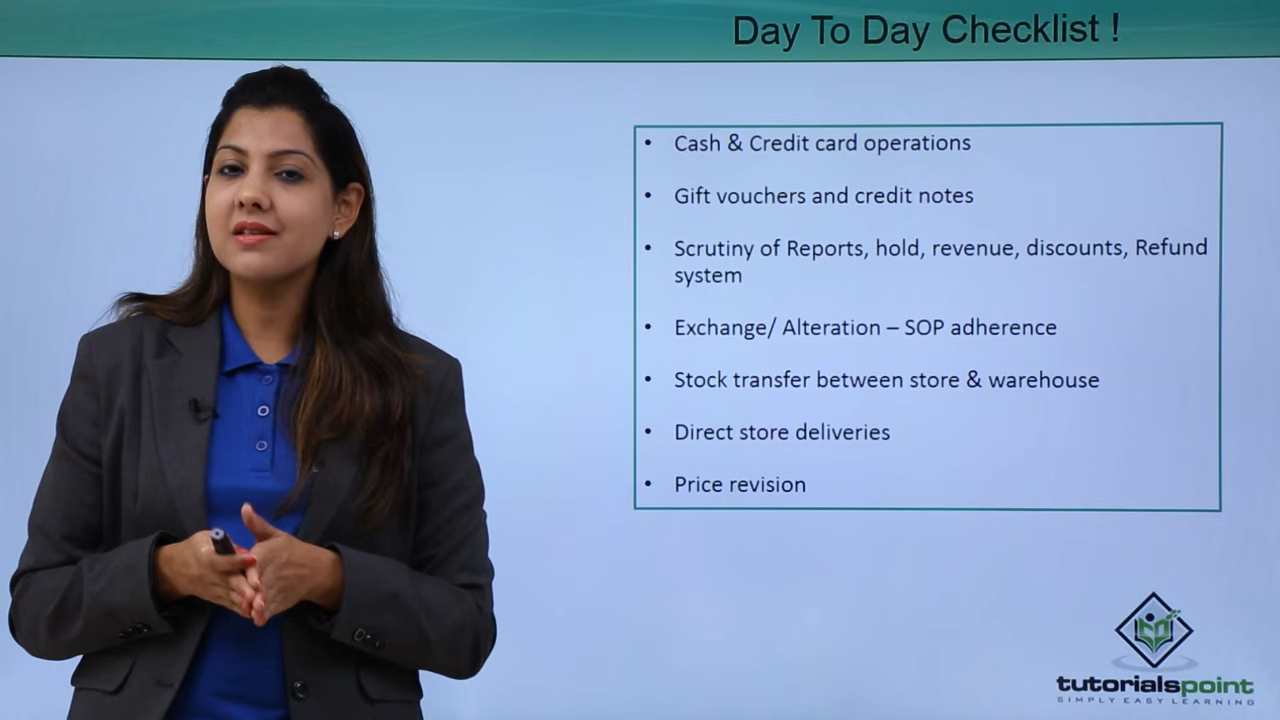 Day To Day Checklist !
• Cash & Credit card operations
• Gift vouchers and credit notes
• Scrutiny of Reports, hold, revenue, discounts, Refund
system
• Exchange/ Alteration – SOP adherence
• Stock transfer between store & warehouse
• Direct store deliveries
• Price revision
tutorialspoint
SIMPLY EASY LEARNING